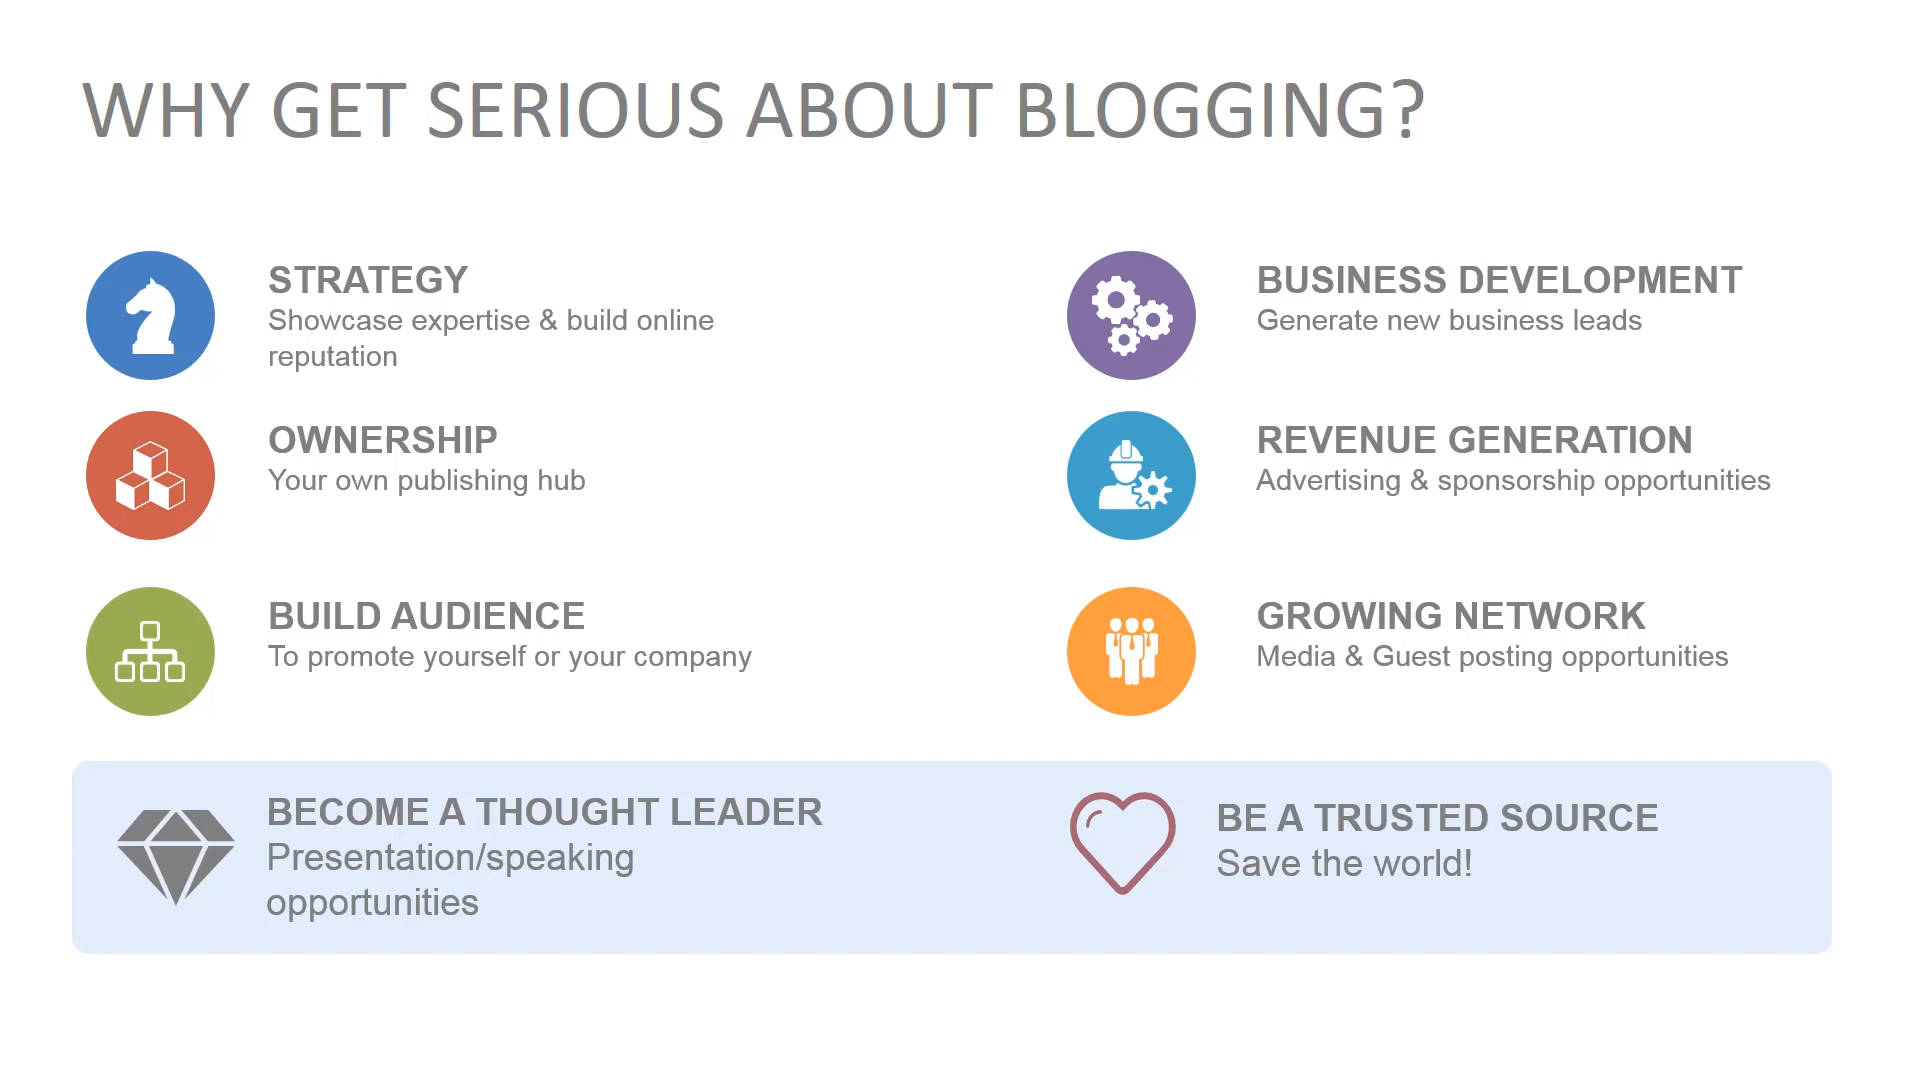 WHY GET SERIOUS ABOUT BLOGGING?
STRATEGY
Showcase expertise & build online
reputation
OWNERSHIP
Your own publishing hub
BUILD AUDIENCE
To promote yourself or your company
BUSINESS DEVELOPMENT
Generate new business leads
REVENUE GENERATION
Advertising & sponsorship opportunities
GROWING NETWORK
Media & Guest posting opportunities
BECOME A THOUGHT LEADER
Presentation/speaking
opportunities
BE A TRUSTED SOURCE
Save the world!